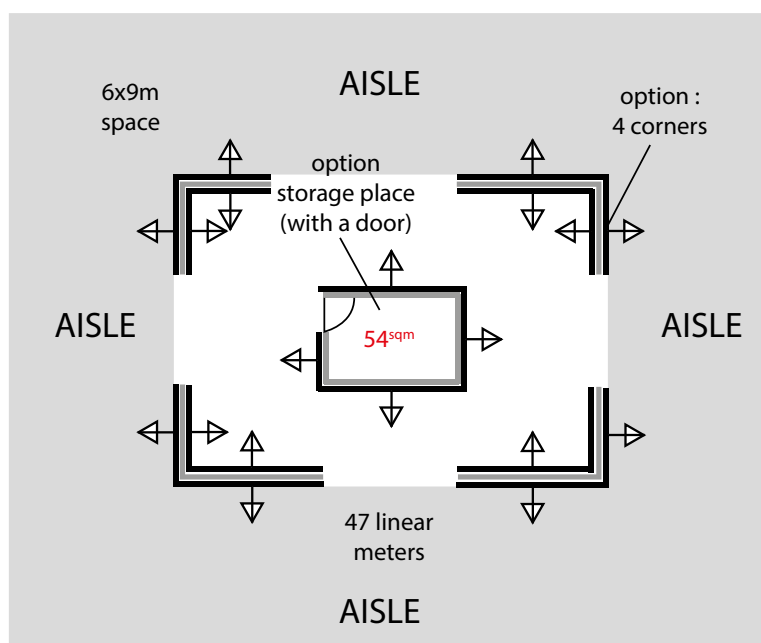 AISLE
6x9m
space
option :
4 corners
option
storage place
(with a door)
AISLE
54sqm
AISLE
47 linear
meters
AISLE